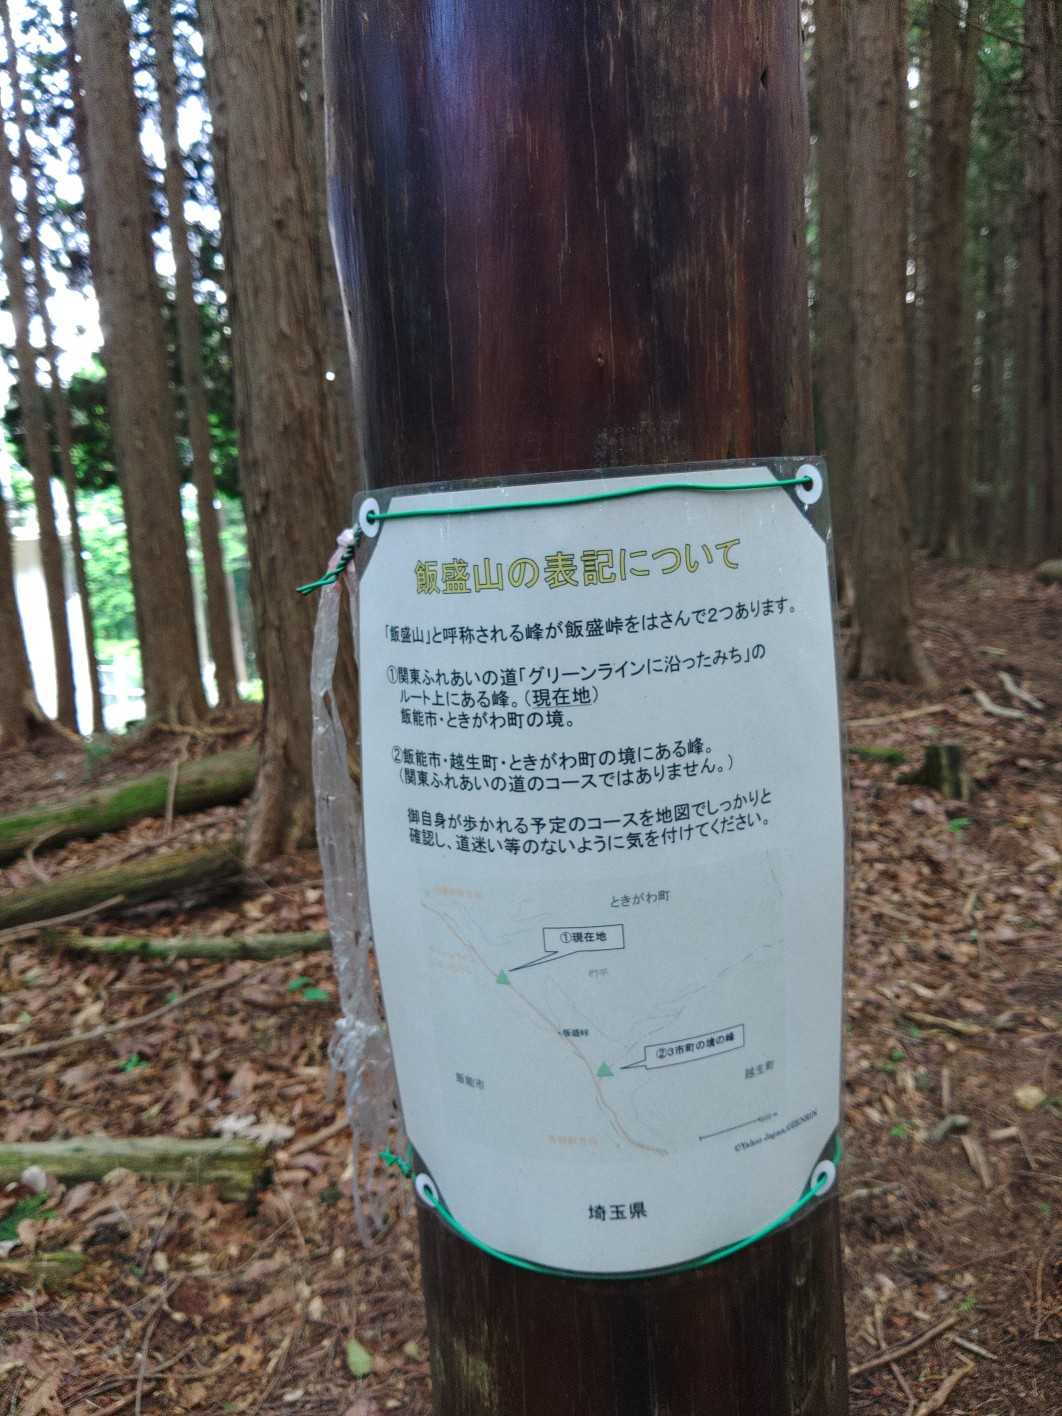 飯盛山の表記について
「飯盛山」と呼称される峰が飯盛峠をはさんで2つあります。
①関東ふれあいの道「グリーンラインに沿ったみち」の
ルート上にある峰。（現在地）
飯能市・ときがわ町の境。
②飯能市・越生町・ときがわ町の境にある峰。
（関東ふれあいの道のコースではありません。）
御自身が歩かれる予定のコースを地図でしっかりと
確認し、道迷い等のないように気を付けてください。
ときがわ町
①現在地
飯盛峠
②3市町の境の峰
飯能市
越生町
©Yahoo Japan,©ZENRIN
埼玉県